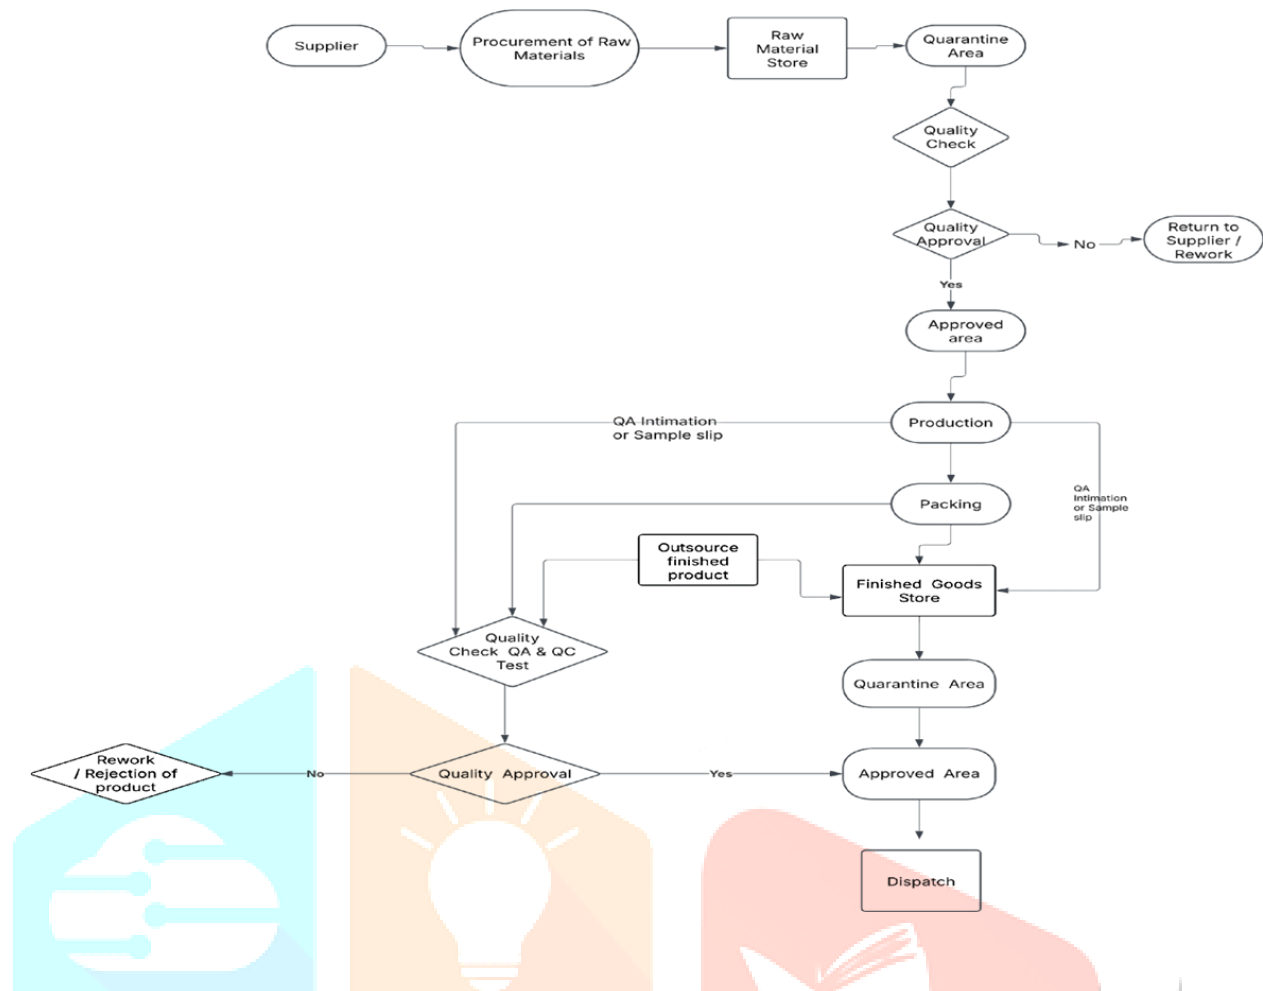 Supplier
Procurement of Raw
Materials
Raw
Material
Store
Quarantine
Area
Quality
Check
Quality
Approval
No
Return to
Supplier /
Rework
Yes
Approved
area
Production
QA Intimation
or Sample slip
QA
Intimation
or Sample
slip
Packing
Outsource
finished
product
Finished Goods
Store
Quality
Check QA & QC
Test
Quarantine Area
Rework
/ Rejection of
product
No
Quality Approval
Yes
Approved Area
Dispatch